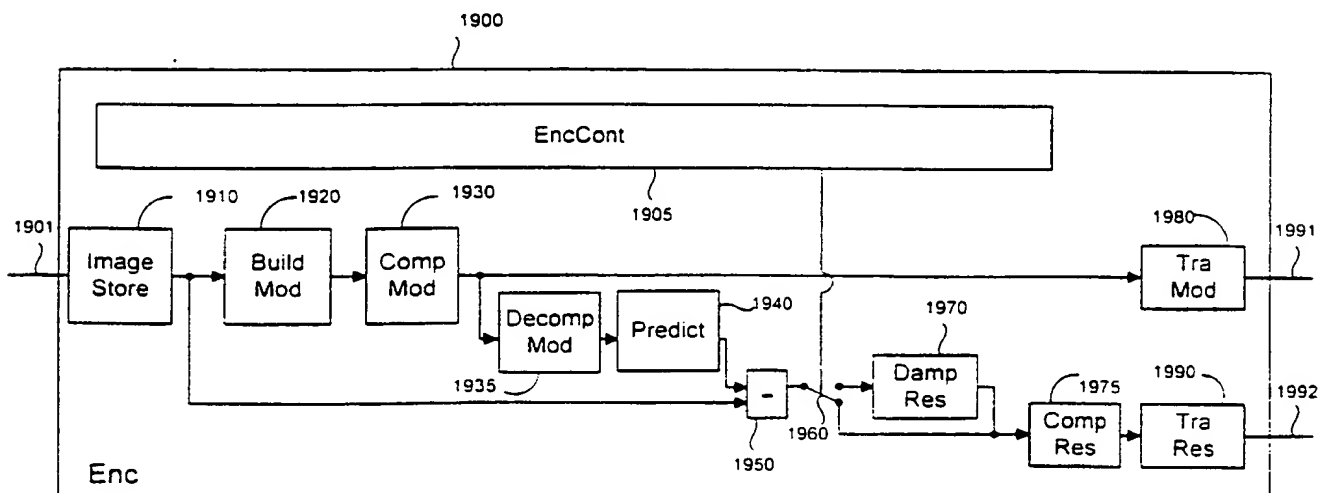 1900
EncCont
1905
1901
1910
1920
1930
1980
1991
Image
Store
Build
Mod
Comp
Mod
Tra
Mod
Decomp
Mod
1935
Predict
1940
-
1950
1960
1970
Damp
Res
1975
Comp
Res
1990
Tra
Res
1992
Enc